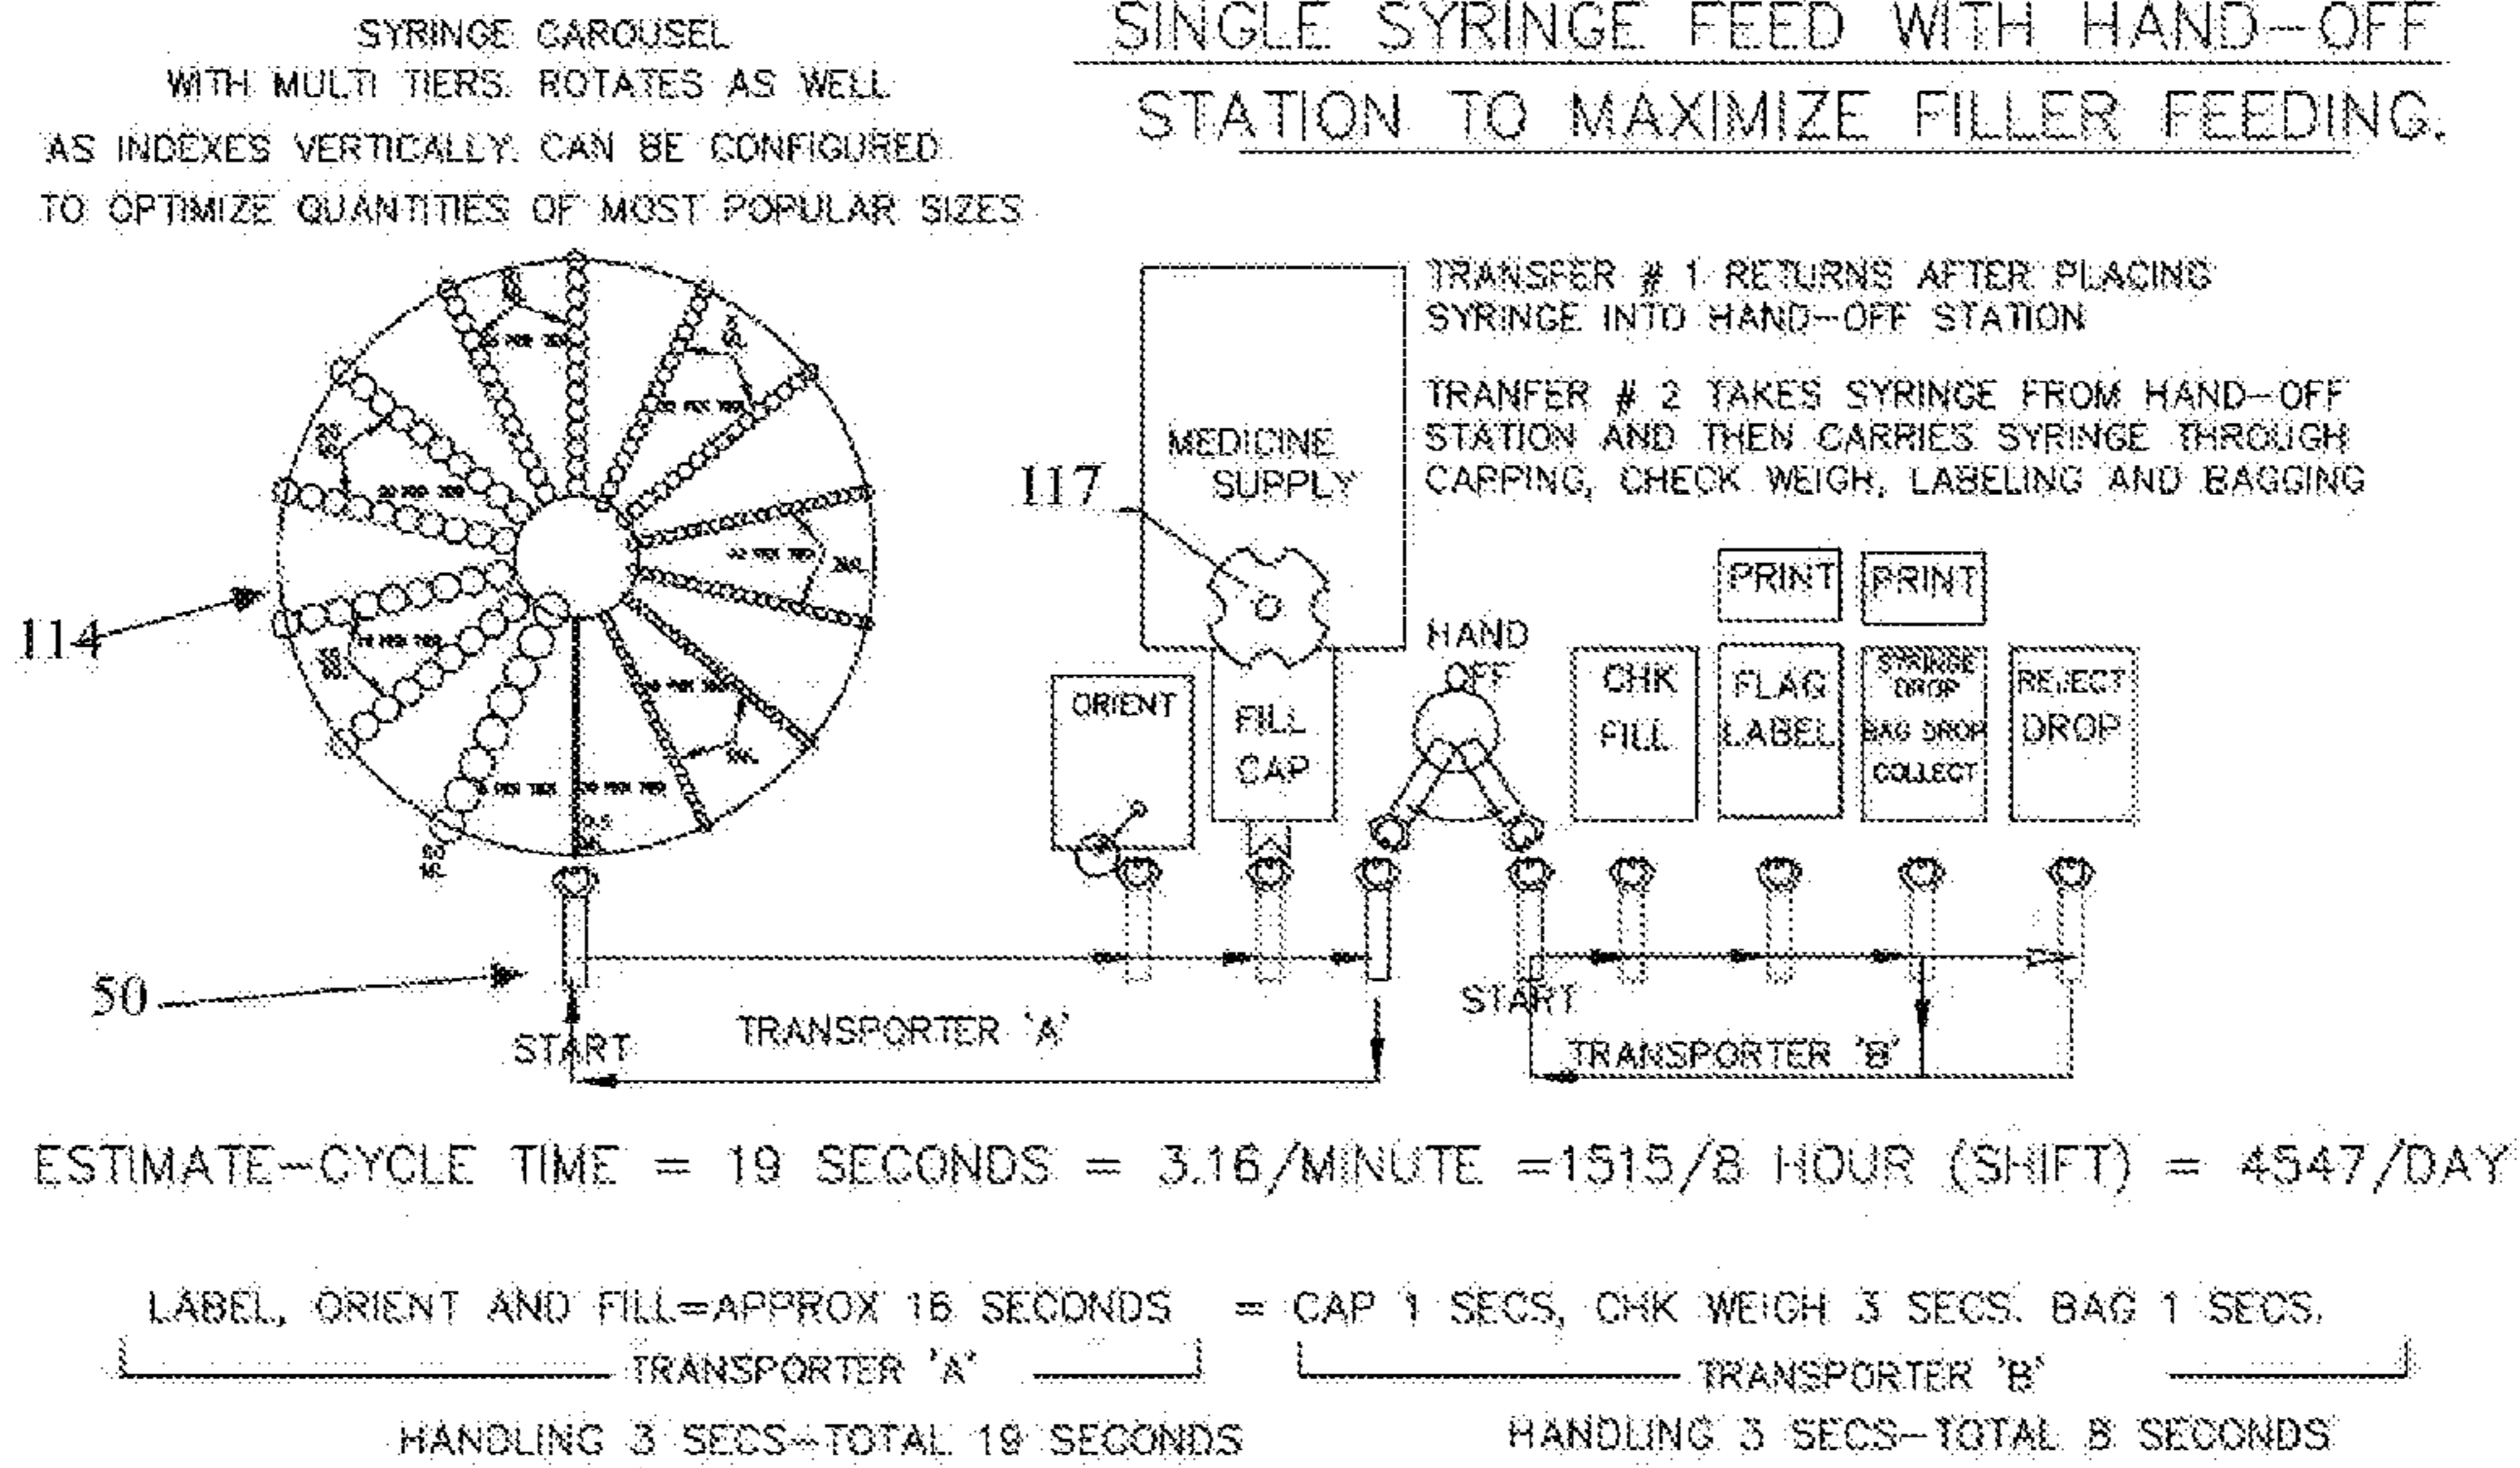 SYRINGE CAROUSEL
WITH MULTI TIERS. ROTATES AS WELL
AS INDEXES VERTICALLY. CAN BE CONFIGURED
TO OPTIMIZE QUANTITIES OF MOST POPULAR SIZES
SINGLE SYRINGE FEED WITH HAND-OFF
STATION TO MAXIMIZE FILLER FEEDING.
TRANSFER # 1 RETURNS AFTER PLACING
SYRINGE INTO HAND-OFF STATION
TRANFER # 2 TAKES SYRINGE FROM HAND-OFF
STATION AND THEN CARRIES SYRINGE THROUGH
CAPPING, CHECK WEIGH, LABELING AND BAGGING
MEDICINE
SUPPLY
117
114
50
ORIENT
FILL
CAP
HAND
OFF
CHK
FILL
PRINT
FLAG
LABEL
PRINT
SYRINGE
DROP
BAG DROP
COLLECT
REJECT
DROP
START
TRANSPORTER 'A'
START
TRANSPORTER 'B'
ESTIMATE-CYCLE TIME = 19 SECONDS = 3.16/MINUTE =1515/8 HOUR (SHIFT) = 4547/DAY
LABEL, ORIENT AND FILL=APPROX 16 SECONDS = CAP 1 SECS, CHK WEIGH 3 SECS. BAG 1 SECS.
TRANSPORTER 'A'
TRANSPORTER 'B'
HANDLING 3 SECS-TOTAL 19 SECONDS
HANDLING 3 SECS-TOTAL 8 SECONDS